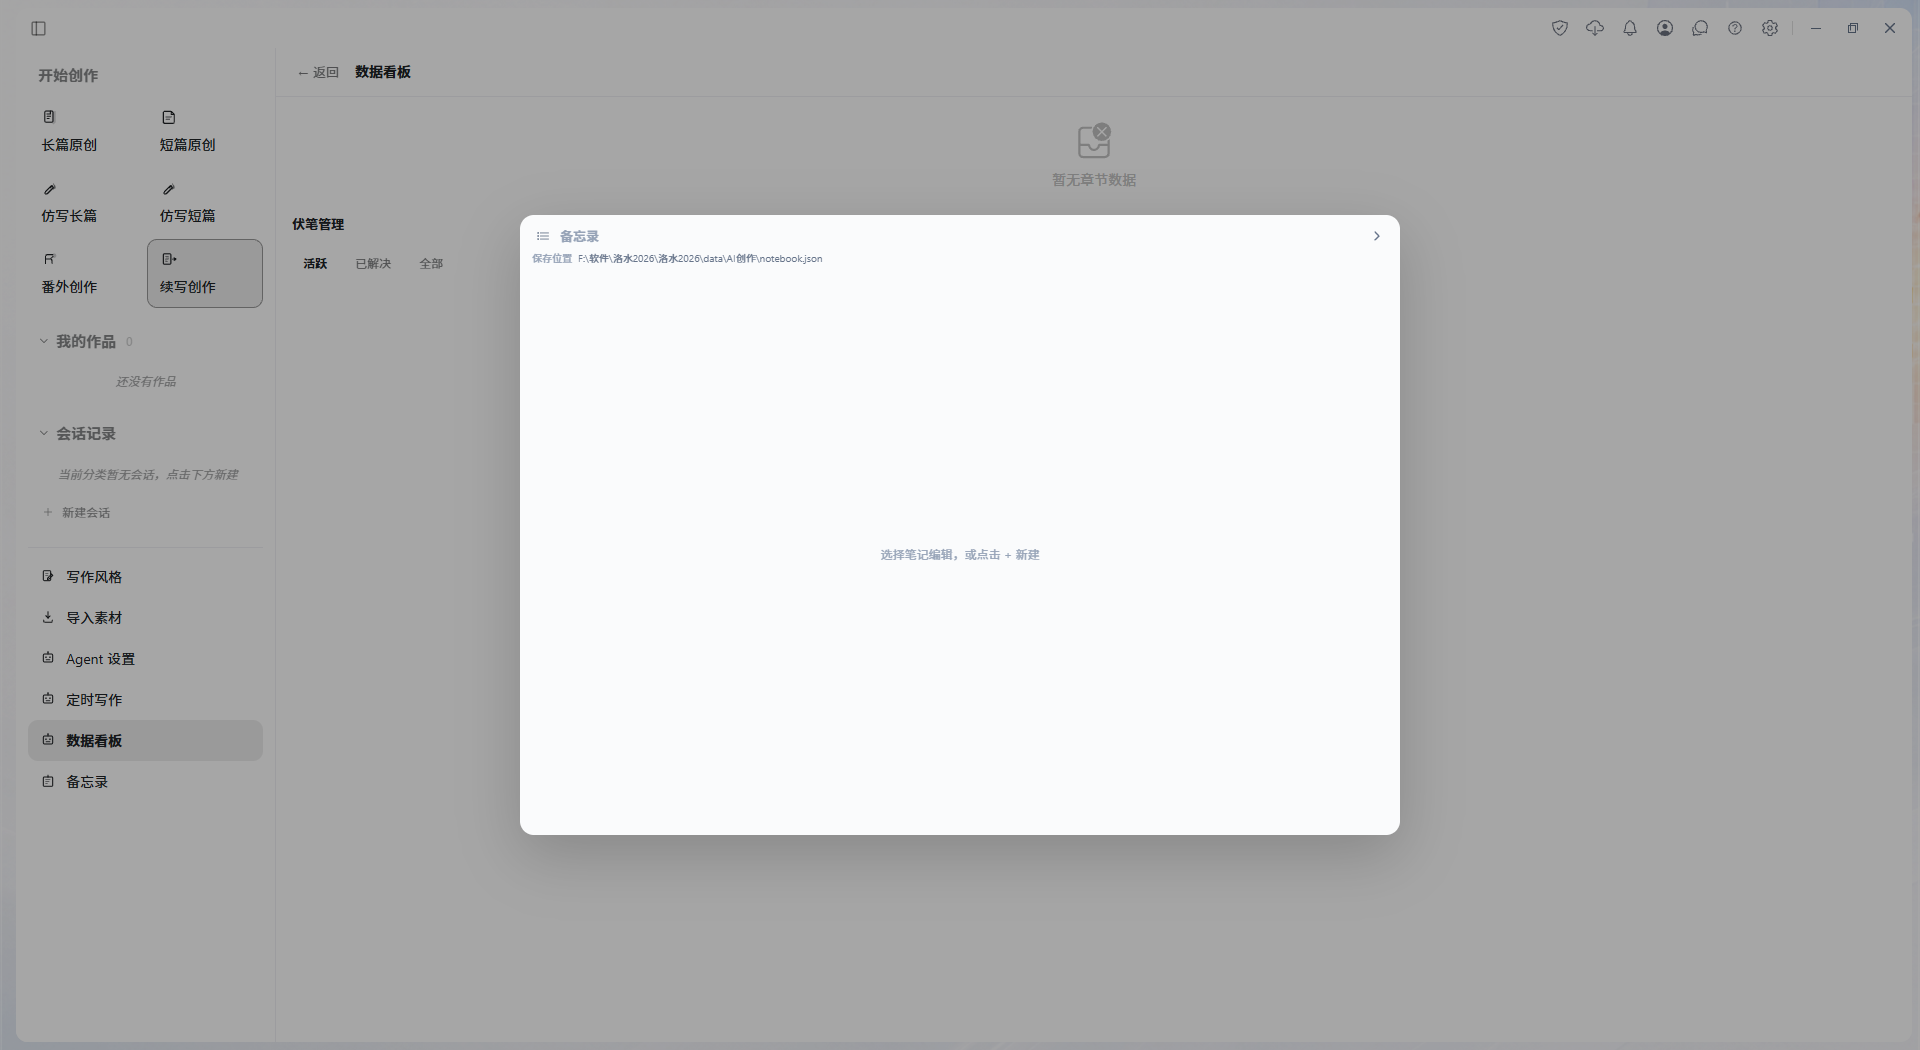 开始创作
长篇原创
短篇原创
仿写长篇
仿写短篇
番外创作
续写创作
我的作品 0
还没有作品
会话记录
当前分类暂无会话，点击下方新建
+ 新建会话
写作风格
导入素材
Agent 设置
定时写作
数据看板
备忘录
← 返回 数据看板
暂无章节数据
伏笔管理
活跃 已解决 全部
备忘录
保存位置 F:\软件\洛水2026\洛水2026\data\AI创作\notebook.json
选择笔记编辑，或点击 + 新建